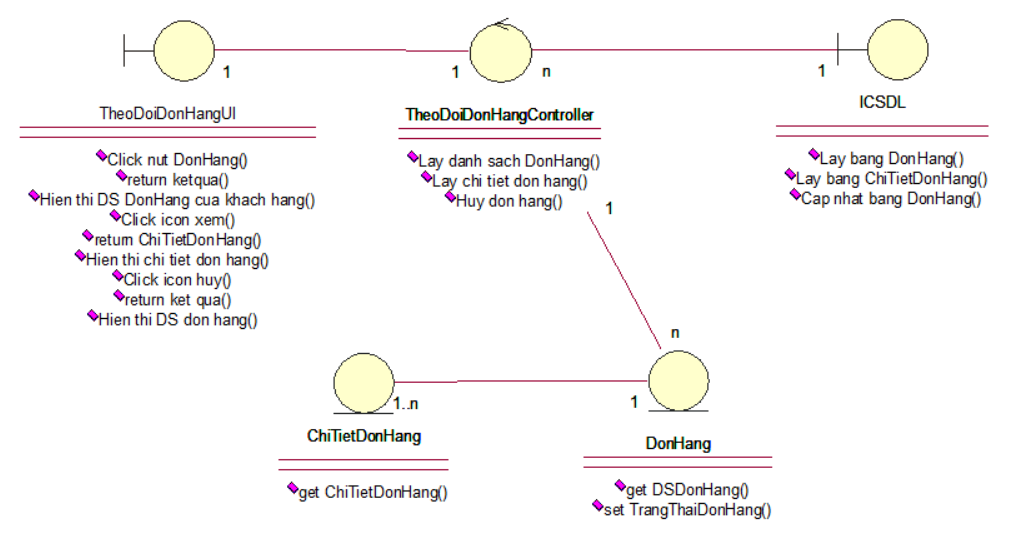 1
1
n
1
TheoDoiDonHangUI
Click nut DonHang()
return ketqua()
Hien thi DS DonHang cua khach hang()
Click icon xem()
return ChiTietDonHang()
Hien thi chi tiet don hang()
Click icon huy()
return ket qua()
Hien thi DS don hang()
TheoDoiDonHangController
Lay danh sach DonHang()
Lay chi tiet don hang()
Huy don hang()
ICSDL
Lay bang DonHang()
Lay bang ChiTietDonHang()
Cap nhat bang DonHang()
1
n
1..n
1
ChiTietDonHang
get ChiTietDonHang()
DonHang
get DSDonHang()
set TrangThaiDonHang()